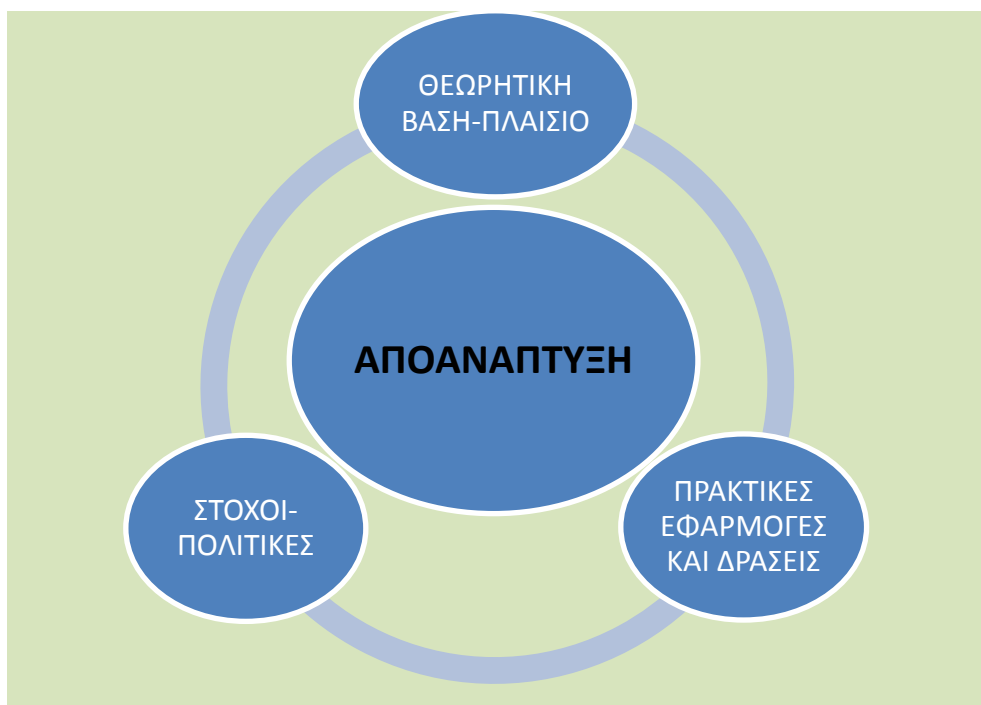 ΘΕΩΡΗΤΙΚΗ
ΒΑΣΗ-ΠΛΑΙΣΙΟ
ΑΠΟΑΝΑΠΤΥΞΗ
ΣΤΟΧΟΙ-
ΠΟΛΙΤΙΚΕΣ
ΠΡΑΚΤΙΚΕΣ
ΕΦΑΡΜΟΓΕΣ
ΚΑΙ ΔΡΑΣΕΙΣ